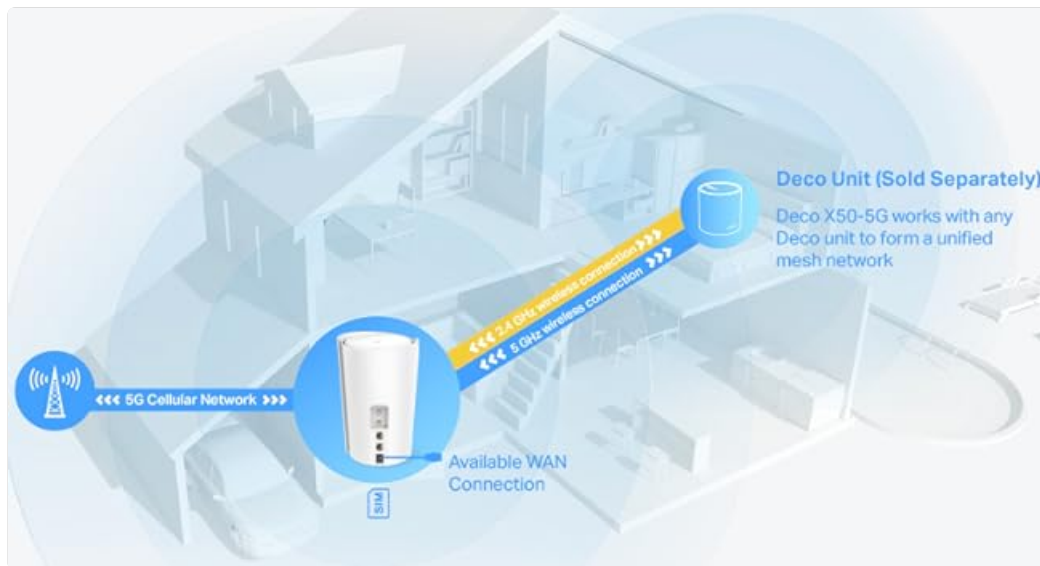 Deco Unit (Sold Separately)
Deco X50-5G works with any
Deco unit to form a unified
mesh network
2.4 GHz wireless connection
5 GHz wireless connection
5G Cellular Network
Available WAN
Connection
SIM